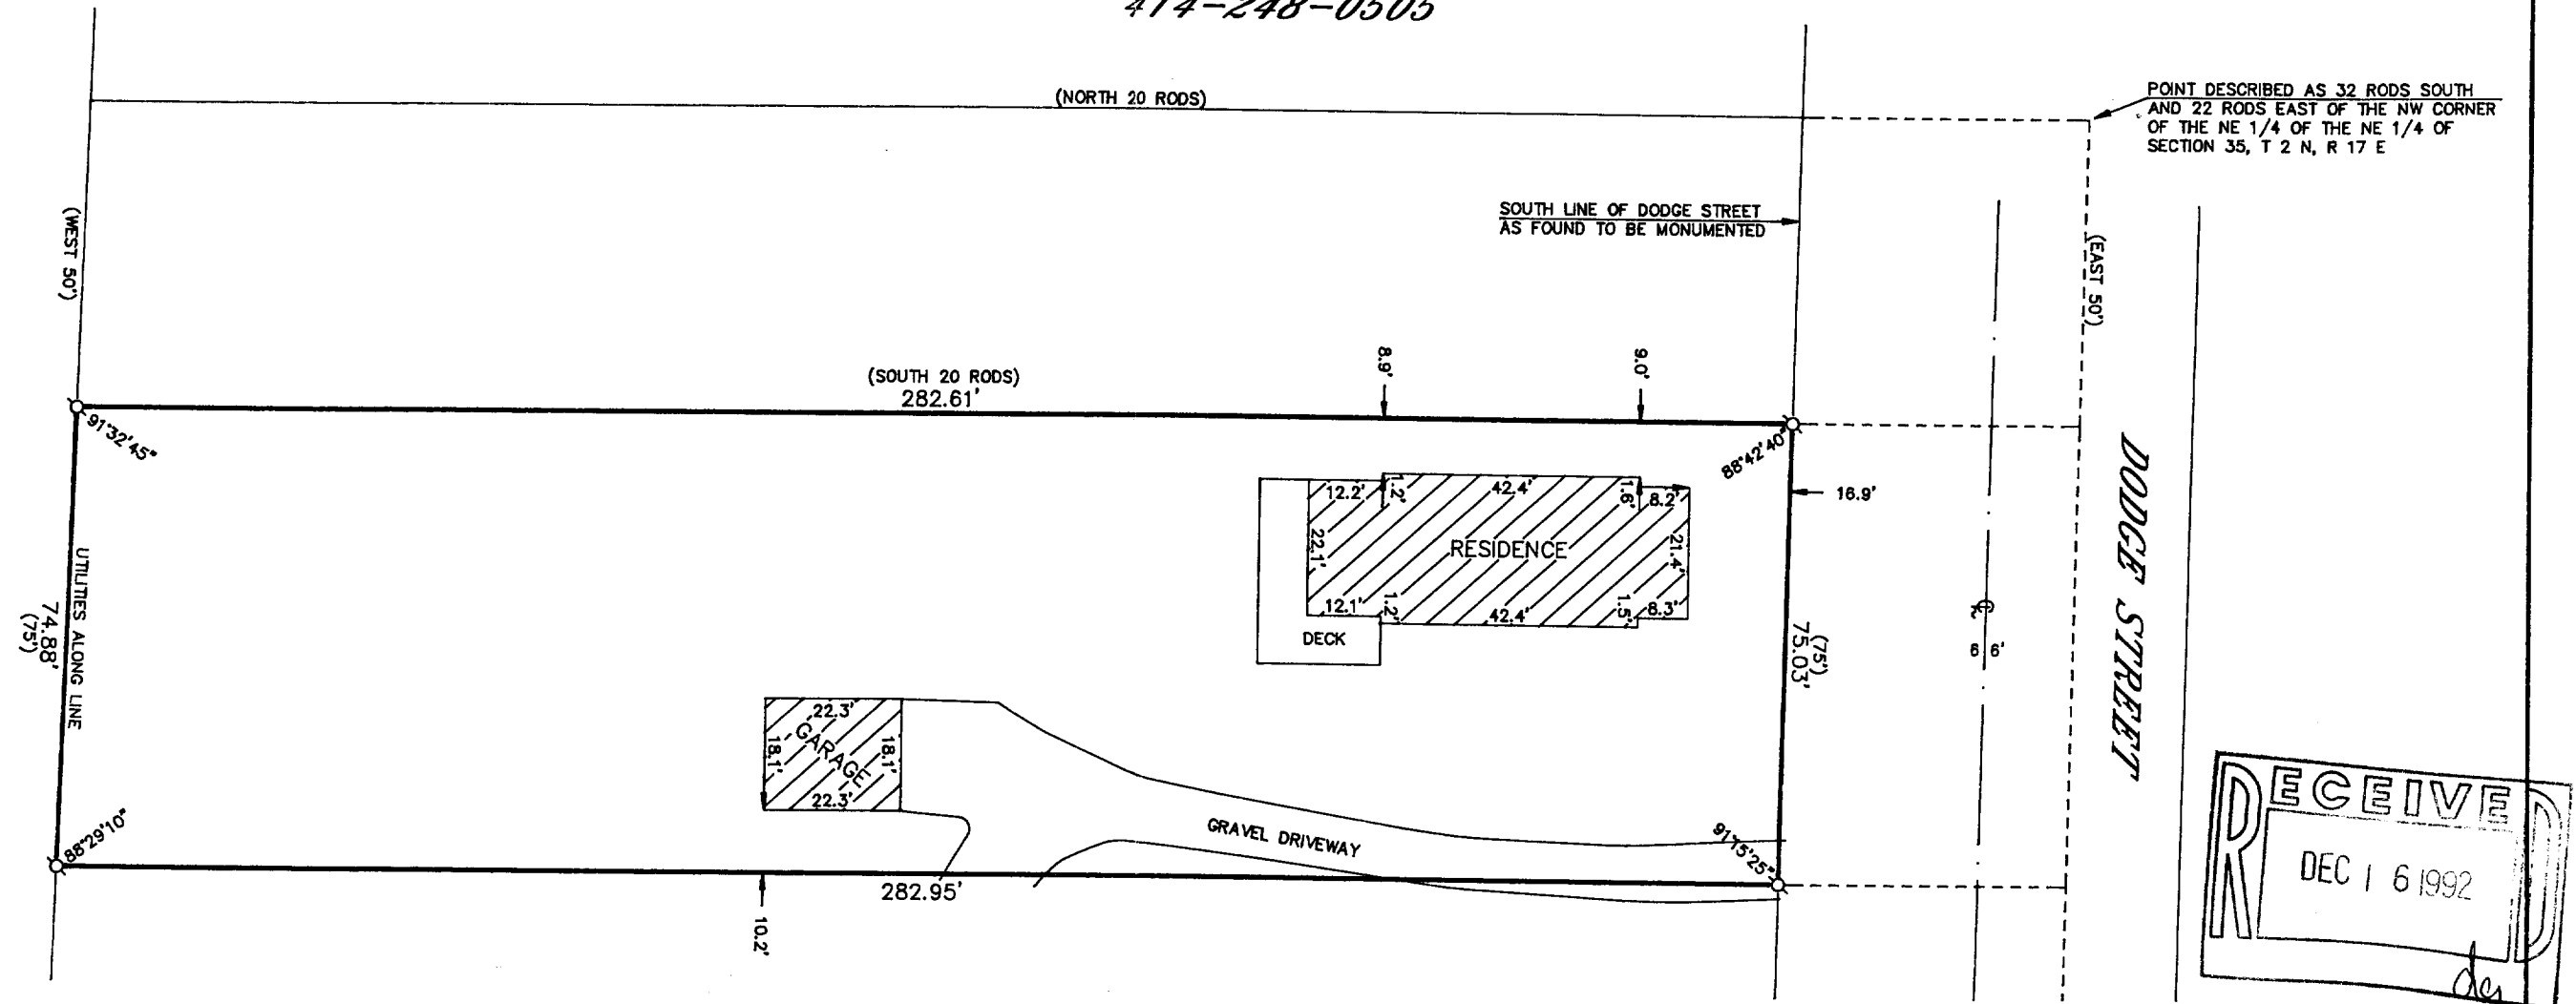 414-248-0505
(NORTH 20 RODS)
POINT DESCRIBED AS 32 RODS SOUTH
AND 22 RODS EAST OF THE NW CORNER
OF THE NE 1/4 OF THE NE 1/4 OF
SECTION 35, T 2 N, R 17 E
SOUTH LINE OF DODGE STREET
AS FOUND TO BE MONUMENTED
(WEST 50')
(EAST 50')
(SOUTH 20 RODS)
282.61'
8.9'
9.0'
91°32'45"
88°42'40"
16.9'
12.2'
1.2'
42.4'
1.6'
8.2'
22.1'
RESIDENCE
21.4'
12.1'
1.2'
42.4'
1.5'
8.3'
DECK
DODGE STREET
UTILITIES ALONG LINE
74.88'
(75')
(75')
75.03'
66'
22.3'
18.1'
GARAGE
18.1'
22.3'
GRAVEL DRIVEWAY
88°29'10"
91°15'25"
282.95'
10.2'
RECEIVED
DEC 16 1992